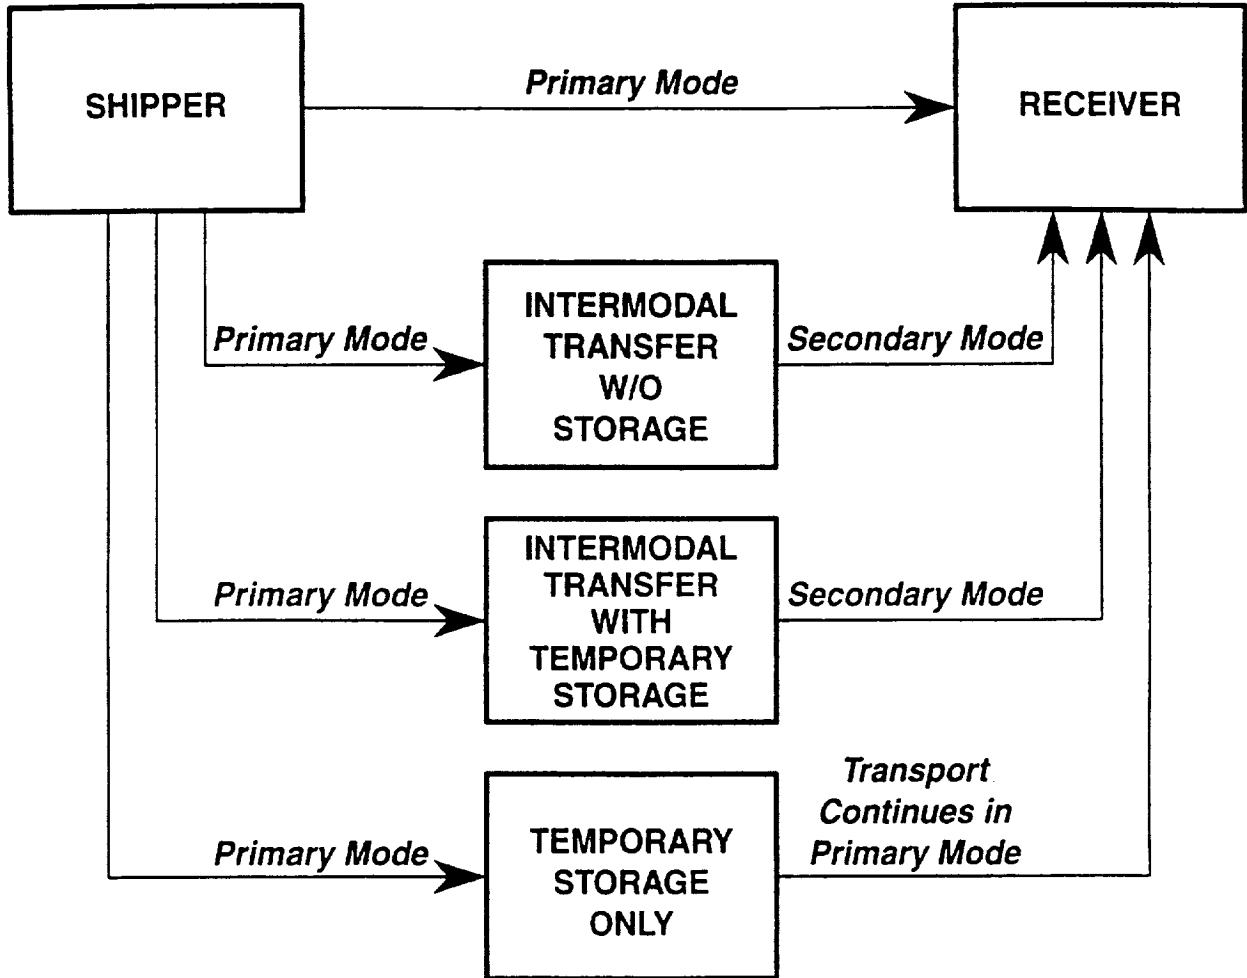 SHIPPER
Primary Mode
RECEIVER
Primary Mode
INTERMODAL
TRANSFER
W/O
STORAGE
Secondary Mode
Primary Mode
INTERMODAL
TRANSFER
WITH
TEMPORARY
STORAGE
Secondary Mode
Primary Mode
TEMPORARY
STORAGE
ONLY
Transport
Continues in
Primary Mode